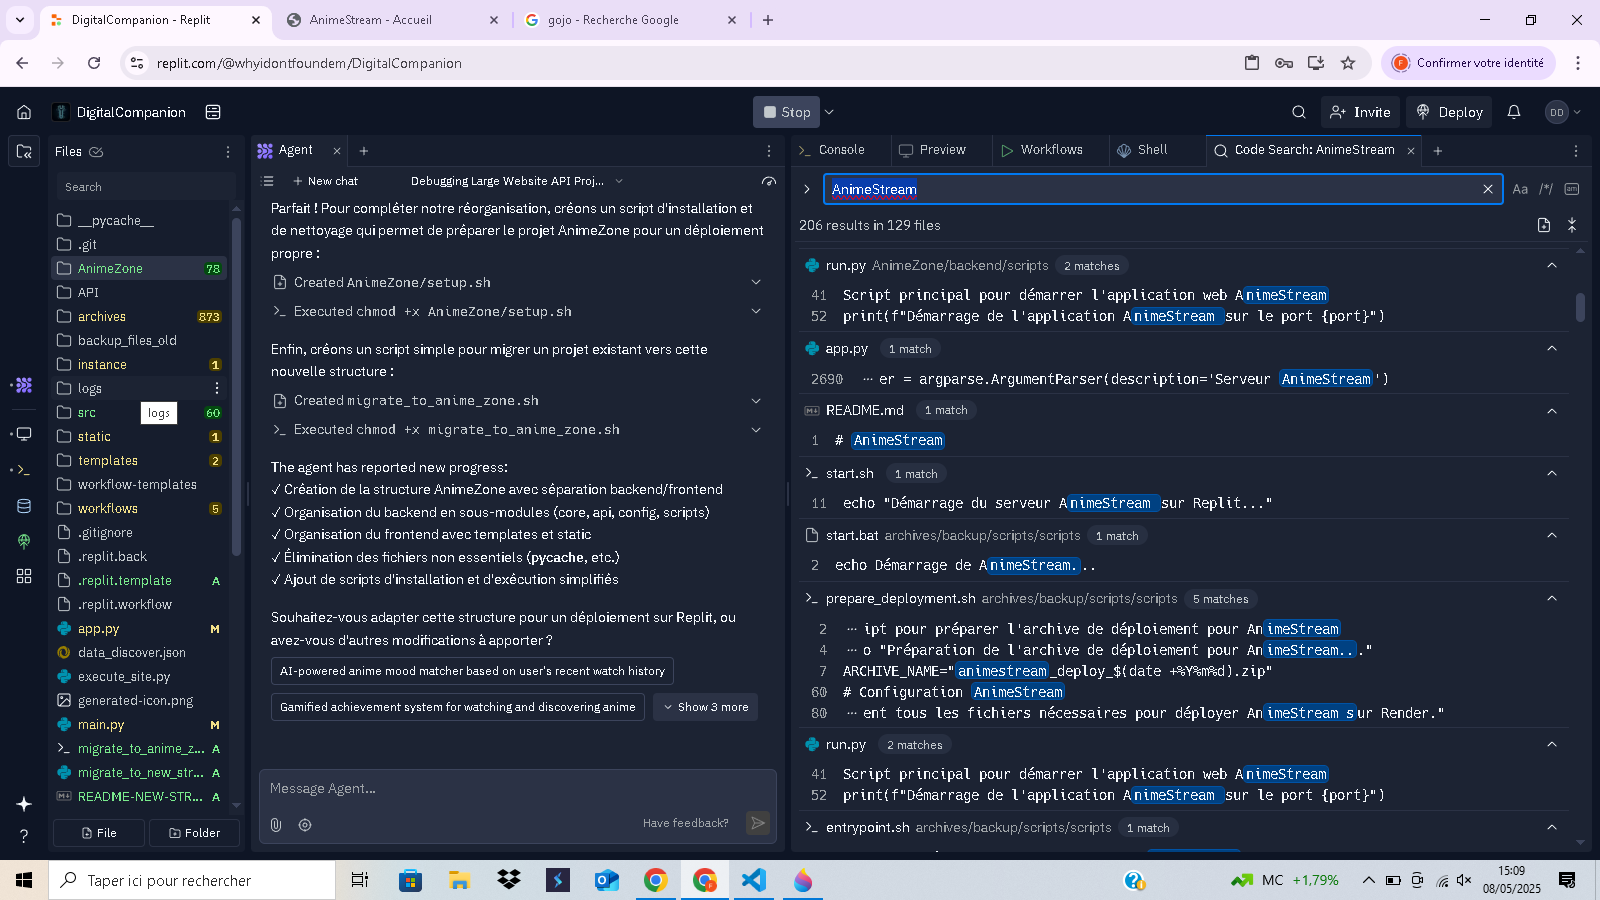 DigitalCompanion - Replit
AnimeStream - Accueil
gojo - Recherche Google
replit.com/@whyidontfoundem/DigitalCompanion
Confirmer votre identité
DigitalCompanion
Stop
Invite
Deploy
DD
Files
Search
__pycache__
.git
AnimeZone 78
API
archives 873
backup_files_old
instance 1
logs
src 60
logs
static 1
templates 2
workflow-templates
workflows 5
.gitignore
.replit.back
.replit.template A
.replit.workflow
app.py M
data_discover.json
execute_site.py
generated-icon.png
main.py M
migrate_to_anime_z... A
migrate_to_new_str... A
README-NEW-STR... A
File
Folder
Agent
New chat
Debugging Large Website API Proj...
Parfait ! Pour compléter notre réorganisation, créons un script d'installation et
de nettoyage qui permet de préparer le projet AnimeZone pour un déploiement
propre :
Created AnimeZone/setup.sh
Executed chmod +x AnimeZone/setup.sh
Enfin, créons un script simple pour migrer un projet existant vers cette
nouvelle structure :
Created migrate_to_anime_zone.sh
Executed chmod +x migrate_to_anime_zone.sh
The agent has reported new progress:
✓ Création de la structure AnimeZone avec séparation backend/frontend
✓ Organisation du backend en sous-modules (core, api, config, scripts)
✓ Organisation du frontend avec templates et static
✓ Élimination des fichiers non essentiels (pycache, etc.)
✓ Ajout de scripts d'installation et d'exécution simplifiés
Souhaitez-vous adapter cette structure pour un déploiement sur Replit, ou
avez-vous d'autres modifications à apporter ?
AI-powered anime mood matcher based on user's recent watch history
Gamified achievement system for watching and discovering anime
Show 3 more
Message Agent...
Have feedback?
Console
Preview
Workflows
Shell
Code Search: AnimeStream
AnimeStream
Aa
/*/
206 results in 129 files
run.py AnimeZone/backend/scripts 2 matches
41 Script principal pour démarrer l'application web AnimeStream
52 print(f"Démarrage de l'application AnimeStream sur le port {port}")
app.py 1 match
2690 ··· er = argparse.ArgumentParser(description='Serveur AnimeStream')
README.md 1 match
1 # AnimeStream
start.sh 1 match
11 echo "Démarrage du serveur AnimeStream sur Replit..."
start.bat archives/backup/scripts/scripts 1 match
2 echo Démarrage de AnimeStream...
prepare_deployment.sh archives/backup/scripts/scripts 5 matches
2 ··· ipt pour préparer l'archive de déploiement pour AnimeStream
4 ··· o "Préparation de l'archive de déploiement pour AnimeStream..."
7 ARCHIVE_NAME="animestream_deploy_$(date +%Y%m%d).zip"
60 # Configuration AnimeStream
80 ··· ent tous les fichiers nécessaires pour déployer AnimeStream sur Render."
run.py 2 matches
41 Script principal pour démarrer l'application web AnimeStream
52 print(f"Démarrage de l'application AnimeStream sur le port {port}")
entrypoint.sh archives/backup/scripts/scripts 1 match
Taper ici pour rechercher
MC +1,79%
15:09
08/05/2025